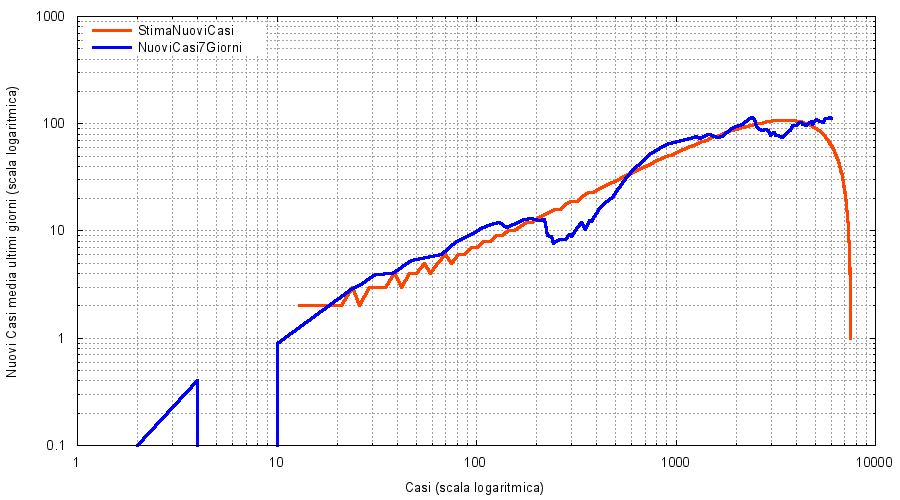 1000
StimaNuoviCasi
NuoviCasi7Giorni
100
10
1
0.1
Nuovi Casi media ultimi giorni (scala logaritmica)
1 10 100 1000 10000
Casi (scala logaritmica)